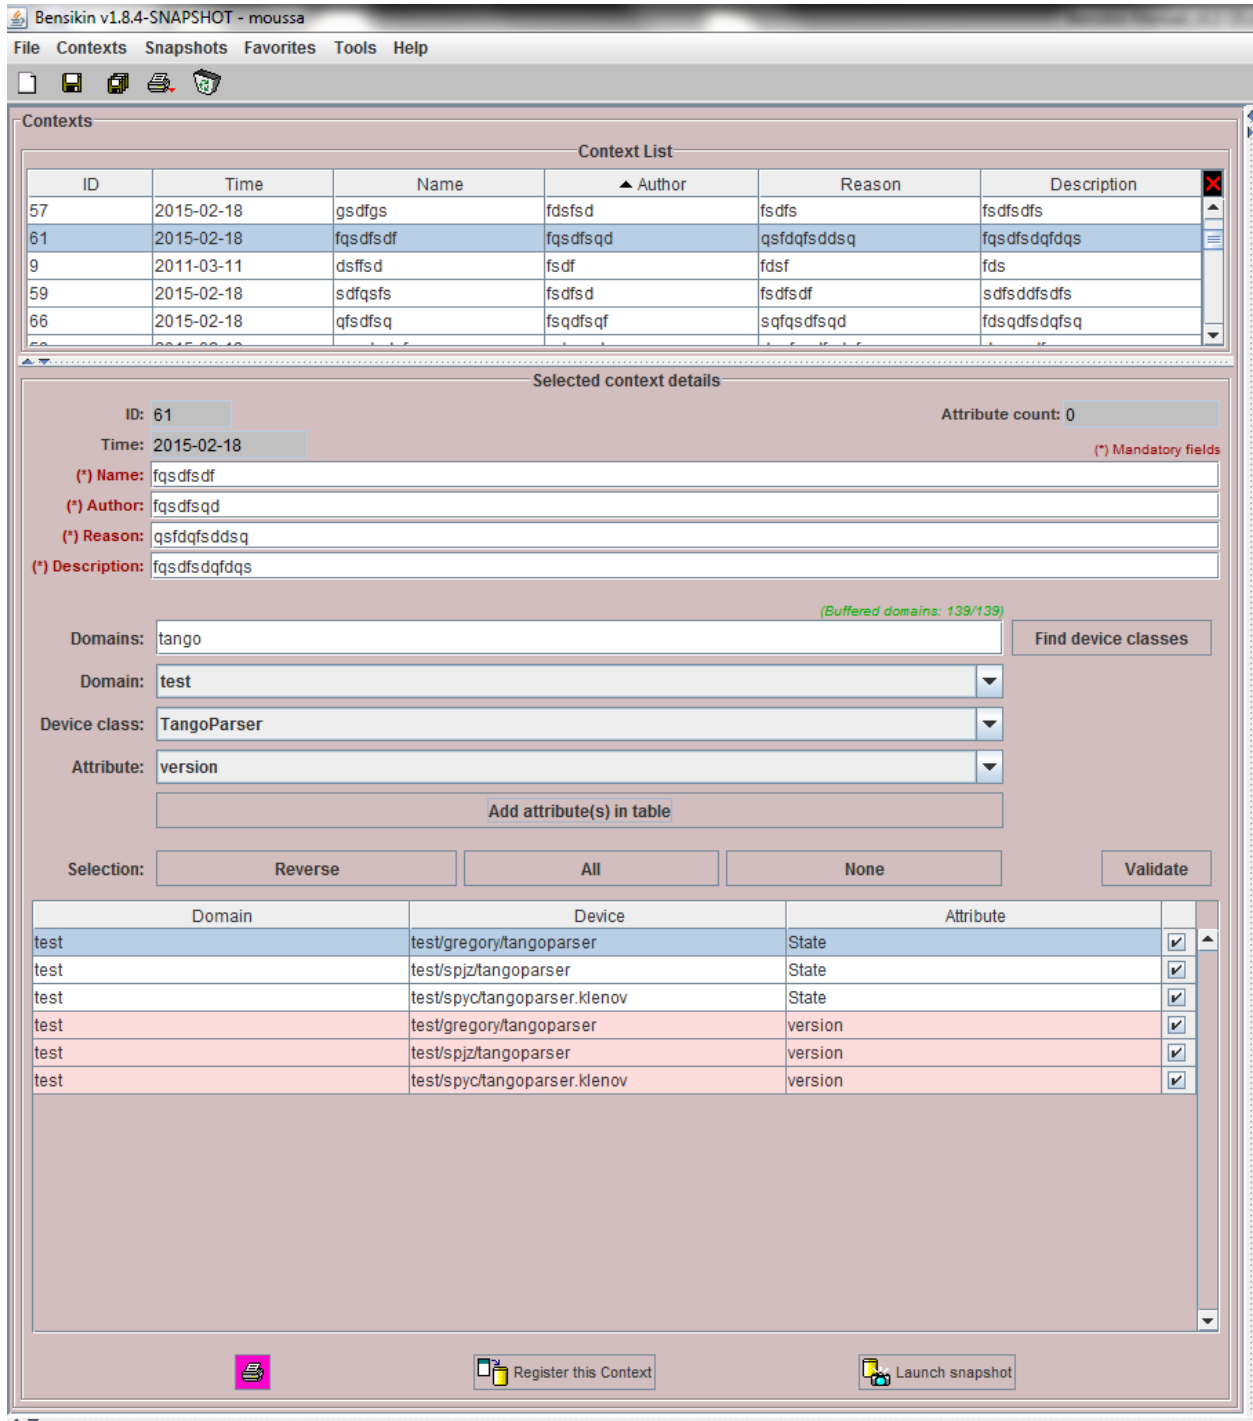 Bensikin v1.8.4-SNAPSHOT - moussa
File Contexts Snapshots Favorites Tools Help
Contexts
Context List
ID Time Name Author Reason Description
57 2015-02-18 gsdfgs fdsfsd fsdfs fsdfsdfs
61 2015-02-18 fqsdfsdf fqsdfsqd qsfdqfsddsq fqsdfsdqfdqs
9 2011-03-11 dsffsd fsdf fdsf fds
59 2015-02-18 sdfqsfs fsdfsd fsdfsdf sdfsddfsdfs
66 2015-02-18 qfsdfsq fsqdfsqf sqfqsdfsqd fdsqdfsdqfsq
Selected context details
ID: 61 Attribute count: 0
Time: 2015-02-18 (*) Mandatory fields
(*) Name: fqsdfsdf
(*) Author: fqsdfsqd
(*) Reason: qsfdqfsddsq
(*) Description: fqsdfsdqfdqs
(Buffered domains: 139/139)
Domains: tango Find device classes
Domain: test
Device class: TangoParser
Attribute: version
Add attribute(s) in table
Selection: Reverse All None Validate
Domain Device Attribute
test test/gregory/tangoparser State
test test/spjz/tangoparser State
test test/spyc/tangoparser.klenov State
test test/gregory/tangoparser version
test test/spjz/tangoparser version
test test/spyc/tangoparser.klenov version
Register this Context Launch snapshot